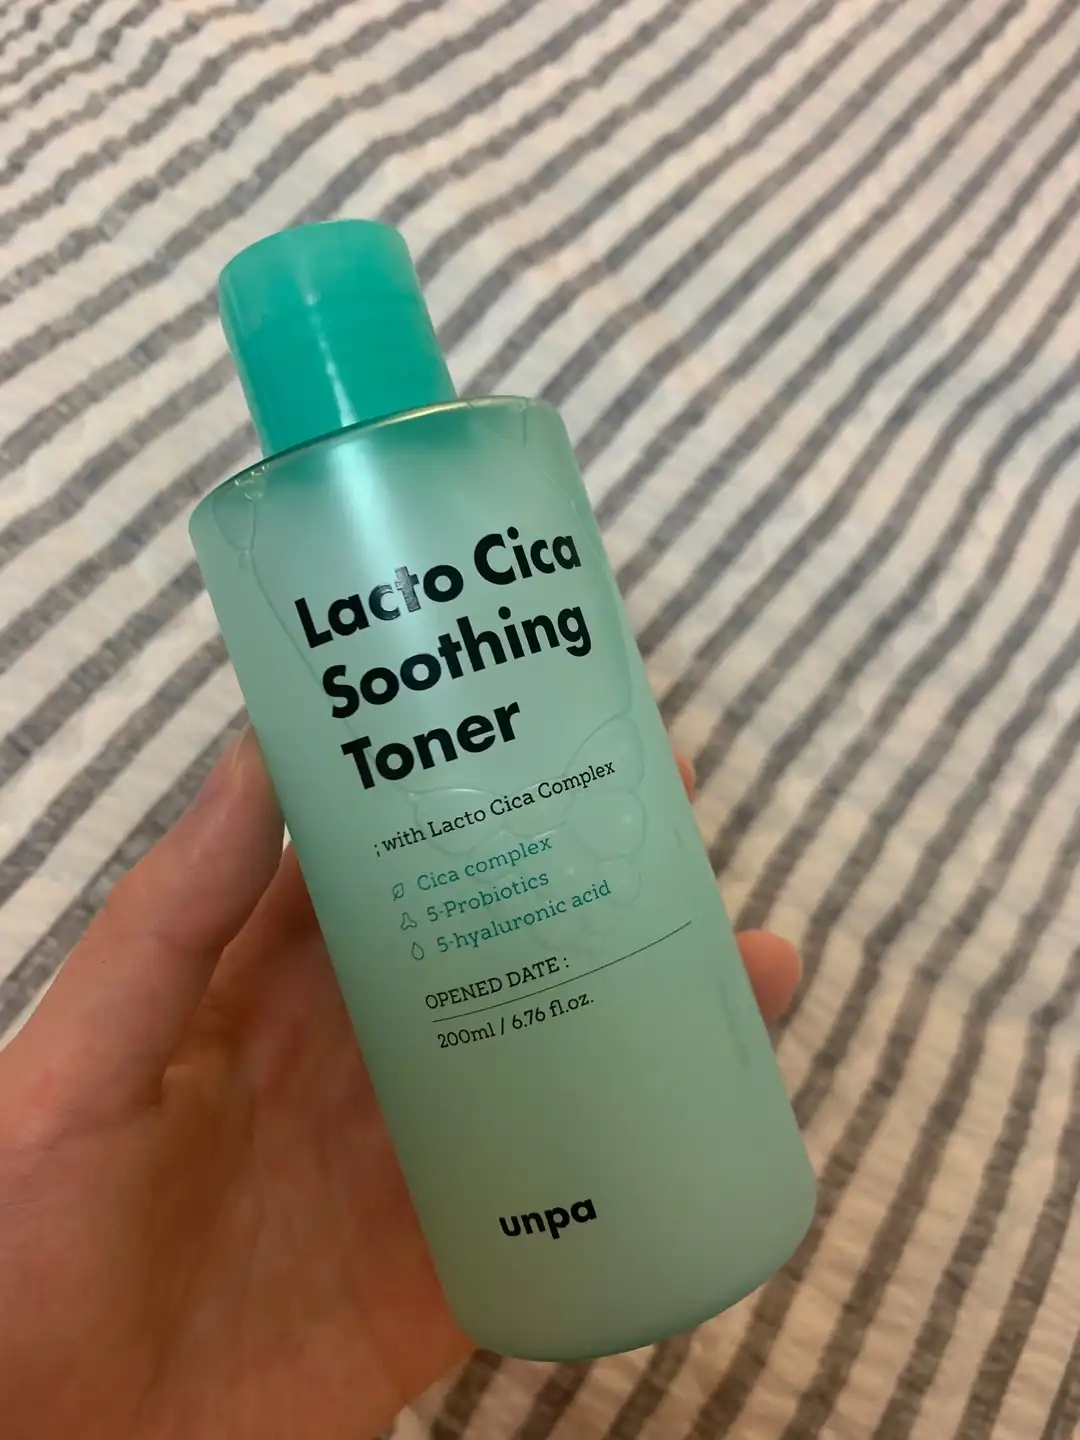 Lacto Cica
Soothing
Toner
; with Lacto Cica Complex
Cica complex
5-Probiotics
5-hyaluronic acid
OPENED DATE :
200ml / 6.76 fl.oz.
unpa